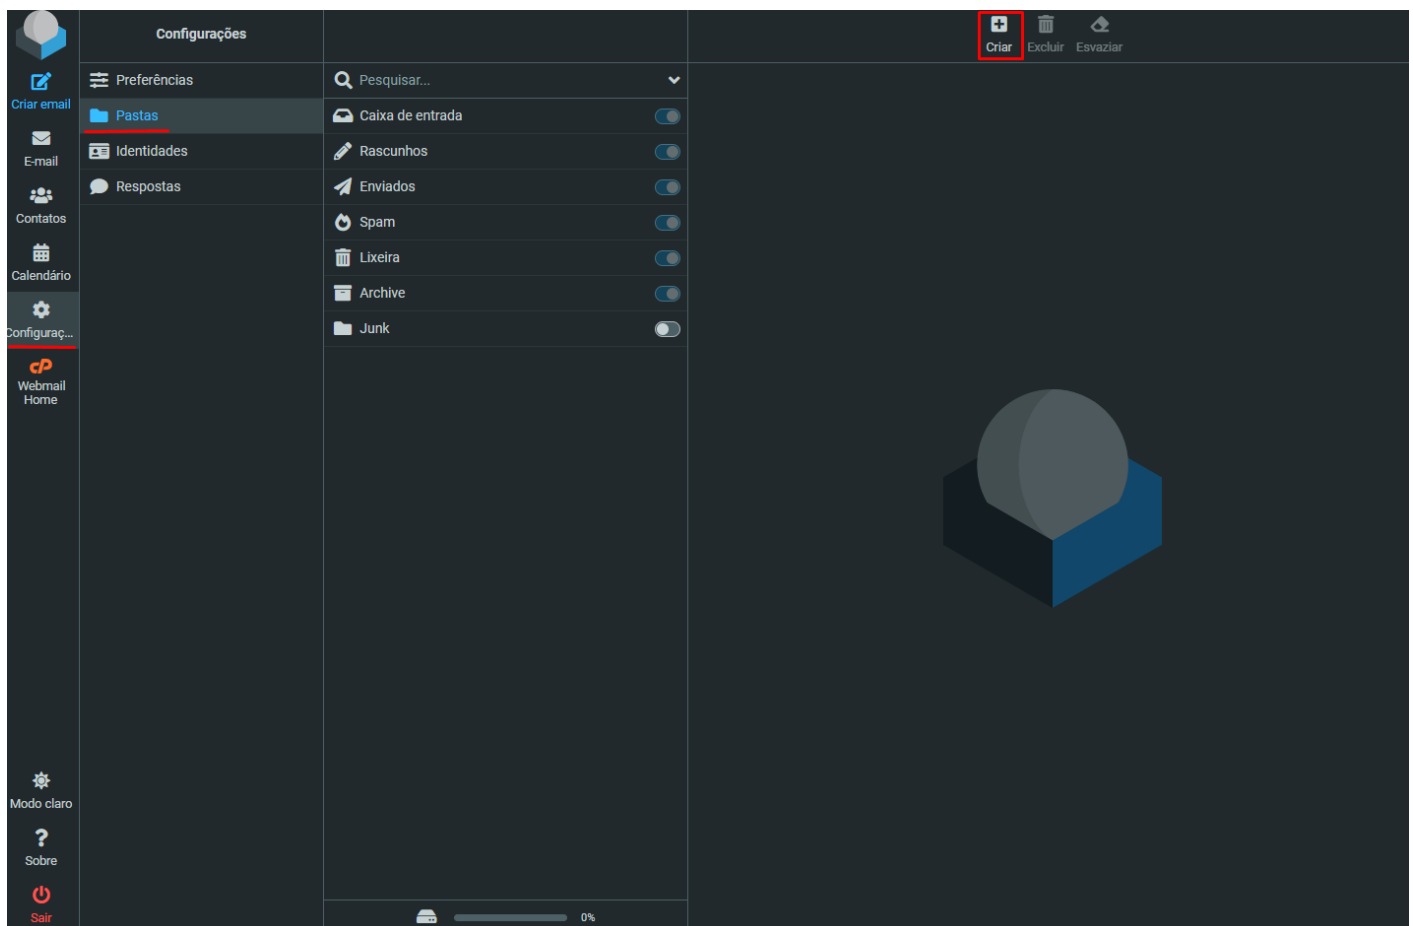 Criar email
E-mail
Contatos
Calendário
Configuraç...
cP
Webmail
Home
Modo claro
Sobre
Sair
Configurações
Preferências
Pastas
Identidades
Respostas
Pesquisar...
Caixa de entrada
Rascunhos
Enviados
Spam
Lixeira
Archive
Junk
0%
Criar Excluir Esvaziar